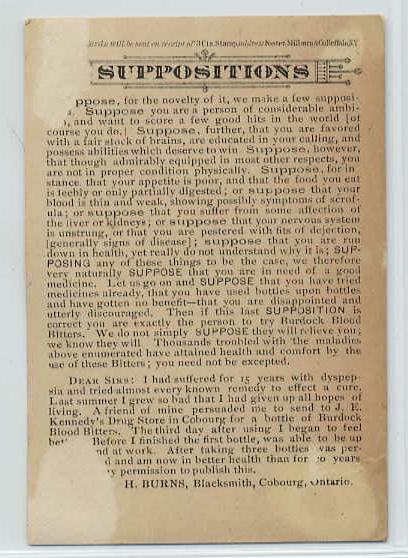 will be sent on receipt of 3 Ct. Stamp. Address Foster, Milburn & Co. Buffalo, N.Y.
SUPPOSITIONS
ppose, for the novelty of it, we make a few supposi-
s. Suppose you are a person of considerable ambi-
, and want to score a few good hits in the world [of
course you do.] Suppose, further, that you are favored
with a fair stock of brains, are educated in your calling, and
possess abilities which deserve to win. Suppose, however,
that though admirably equipped in most other respects, you
are not in proper condition physically. Suppose, for in-
stance that your appetite is poor, and that the food you eat
is feebly or only partially digested; or suppose that your
blood is thin and weak, showing possibly symptoms of scrof-
ula; or suppose that you suffer from some affection of
the liver or kidneys; or suppose that your nervous system
is unstrung, or that you are pestered with fits of dejection,
[generally signs of disease]; suppose that you are run
down in health, yet really do not understand why it is; SUP-
POSING any of these things to be the case, we therefore
very naturally SUPPOSE that you are in need of a good
medicine. Let us go on and SUPPOSE that you have tried
medicines already, that you have used bottles upon bottles
and have gotten no benefit—that you are disappointed and
utterly discouraged. Then if this last SUPPOSITION is
correct you are exactly the person to try Burdock Blood
Bitters. We do not simply SUPPOSE they will relieve you;
we know they will. Thousands troubled with the maladies
above enumerated have attained health and comfort by the
use of these Bitters; you need not be excepted.
DEAR SIRS: I had suffered for 15 years with dyspep-
sia and tried almost every known remedy to effect a cure.
Last summer I grew so bad that I had given up all hopes of
living. A friend of mine persuaded me to send to J. E.
Kennedy's Drug Store in Cobourg for a bottle of Burdock
Blood Bitters. The third day after using I began to feel
bett Before I finished the first bottle, was able to be up
nd at work. After taking three bottles was per-
d and am now in better health than for 20 years
y permission to publish this.
H. BURNS, Blacksmith, Cobourg, Ontario.